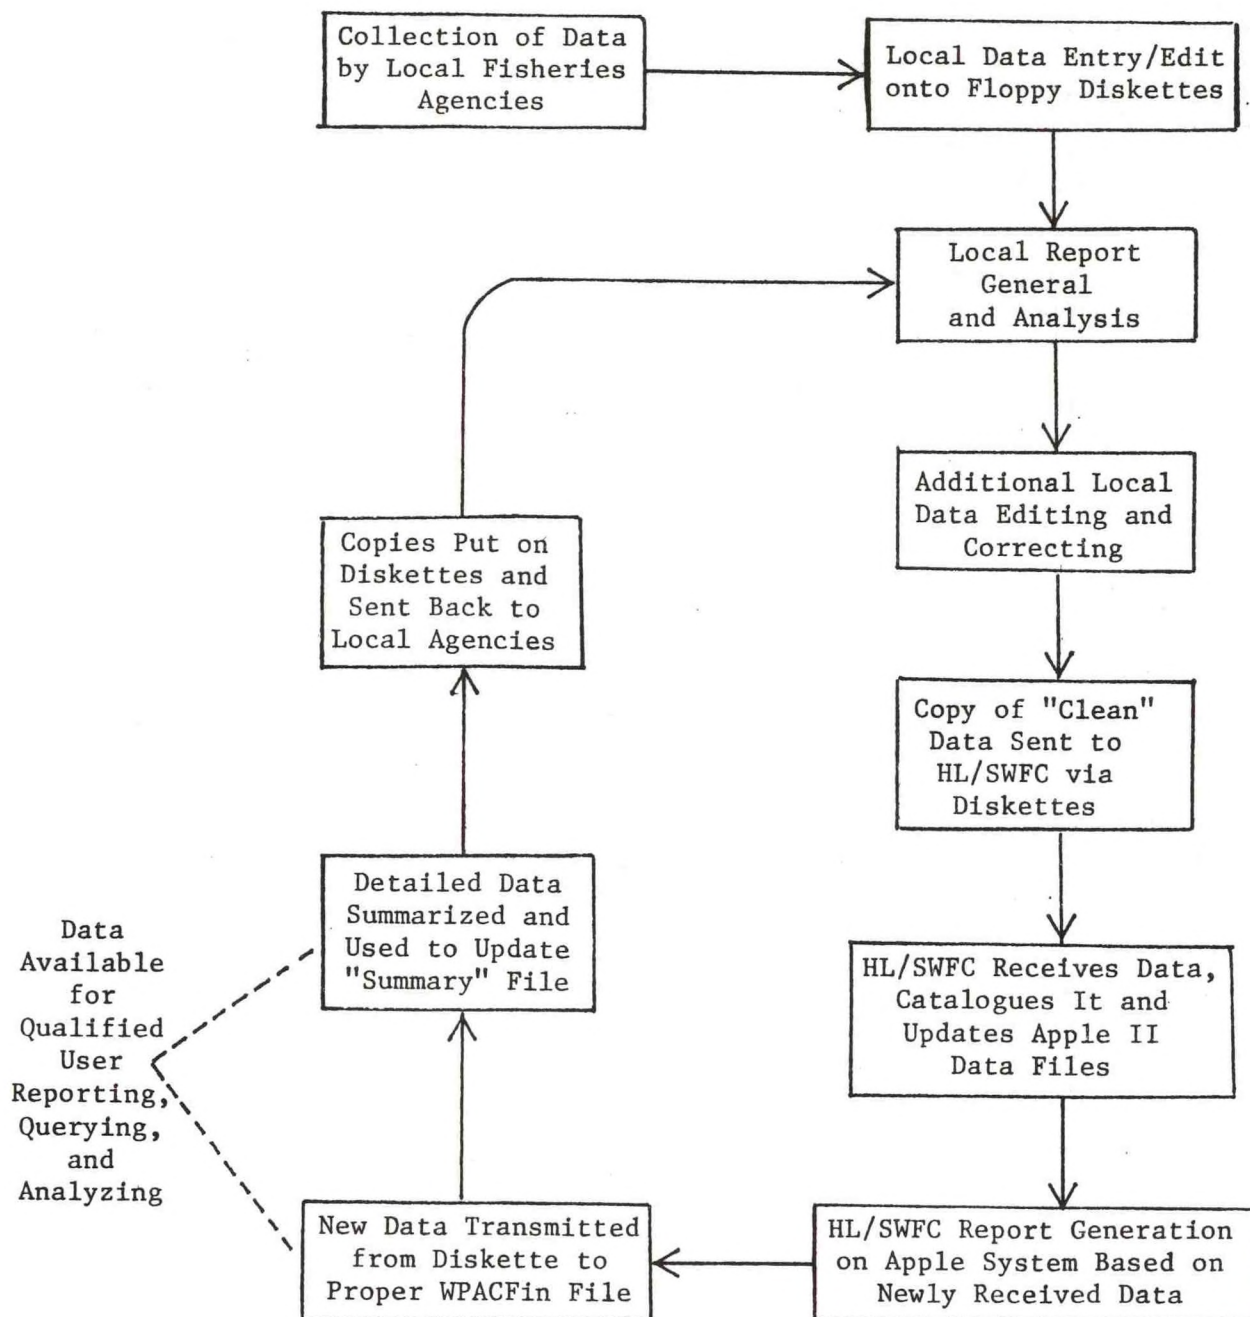 Collection of Data
by Local Fisheries
Agencies
Local Data Entry/Edit
onto Floppy Diskettes
Local Report
General
and Analysis
Additional Local
Data Editing and
Correcting
Copy of "Clean"
Data Sent to
HL/SWFC via
Diskettes
HL/SWFC Receives Data,
Catalogues It and
Updates Apple II
Data Files
HL/SWFC Report Generation
on Apple System Based on
Newly Received Data
New Data Transmitted
from Diskette to
Proper WPACFin File
Detailed Data
Summarized and
Used to Update
"Summary" File
Copies Put on
Diskettes and
Sent Back to
Local Agencies
Data
Available
for
Qualified
User
Reporting,
Querying,
and
Analyzing